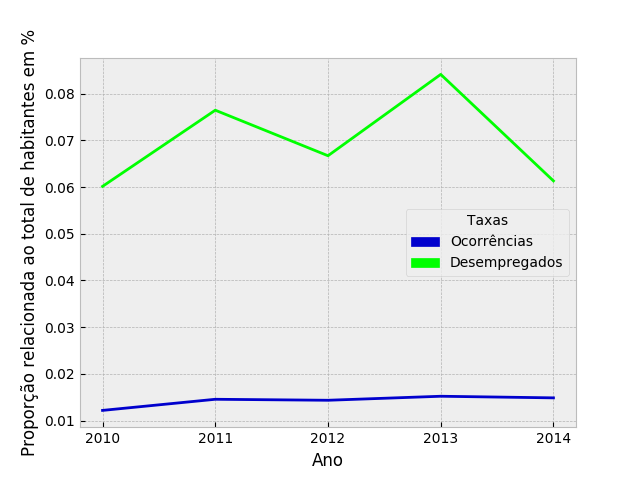 Proporção relacionada ao total de habitantes em %
0.08
0.07
0.06
0.05
0.04
0.03
0.02
0.01
Taxas
Ocorrências
Desempregados
2010 2011 2012 2013 2014
Ano